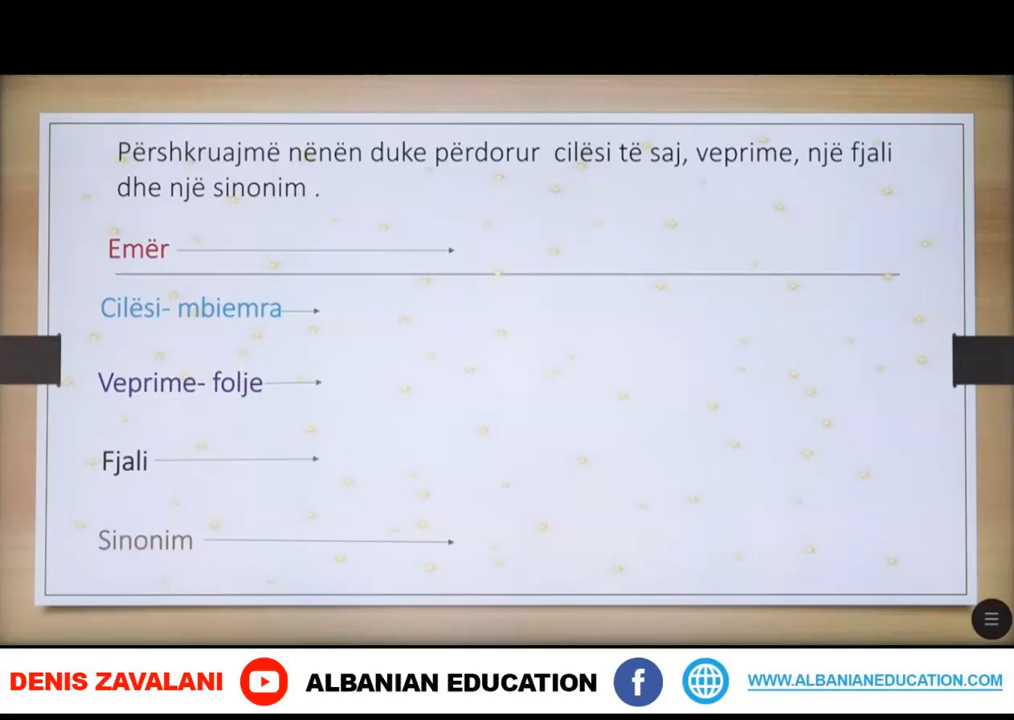 Përshkruajmë nënën duke përdorur cilësi të saj, veprime, një fjali
dhe një sinonim .
Emër
Cilësi- mbiemra
Veprime- folje
Fjali
Sinonim
DENIS ZAVALANI ALBANIAN EDUCATION f WWW.ALBANIANEDUCATION.COM